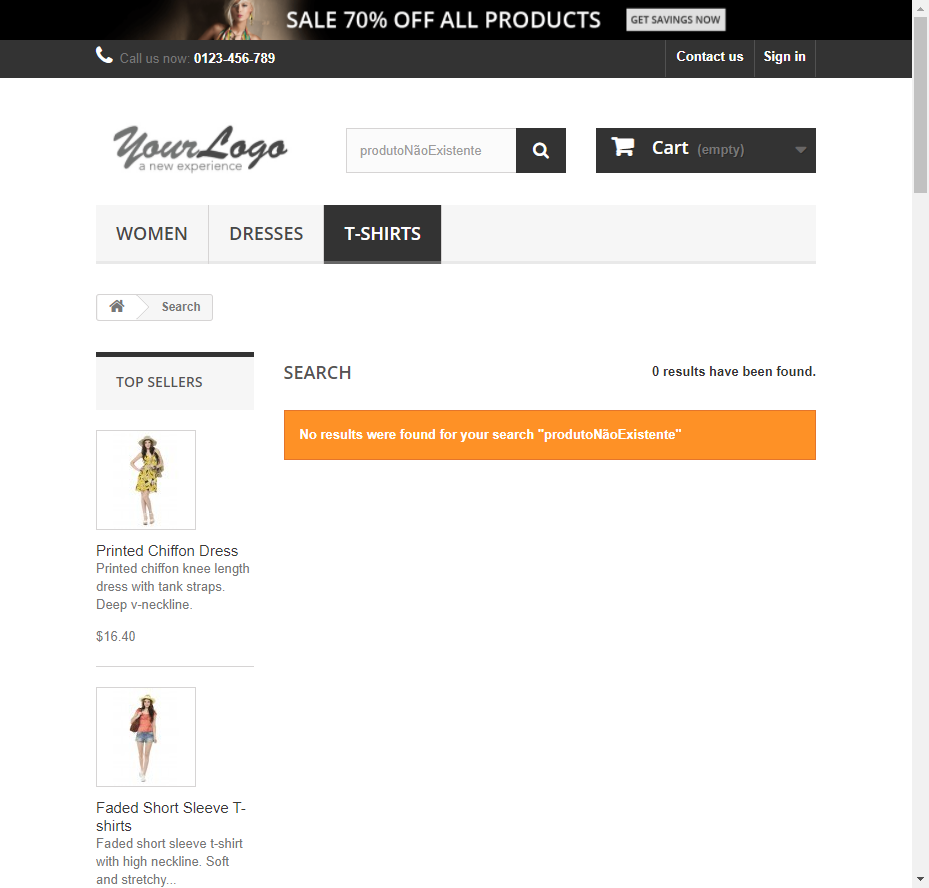 SALE 70% OFF ALL PRODUCTS GET SAVINGS NOW
Call us now: 0123-456-789 Contact us Sign in
YourLogo
a new experience
produtoNãoExistente
Cart (empty)
WOMEN DRESSES T-SHIRTS
Search
TOP SELLERS
SEARCH 0 results have been found.
No results were found for your search "produtoNãoExistente"
Printed Chiffon Dress
Printed chiffon knee length
dress with tank straps.
Deep v-neckline.
$16.40
Faded Short Sleeve T-
shirts
Faded short sleeve t-shirt
with high neckline. Soft
and stretchy...